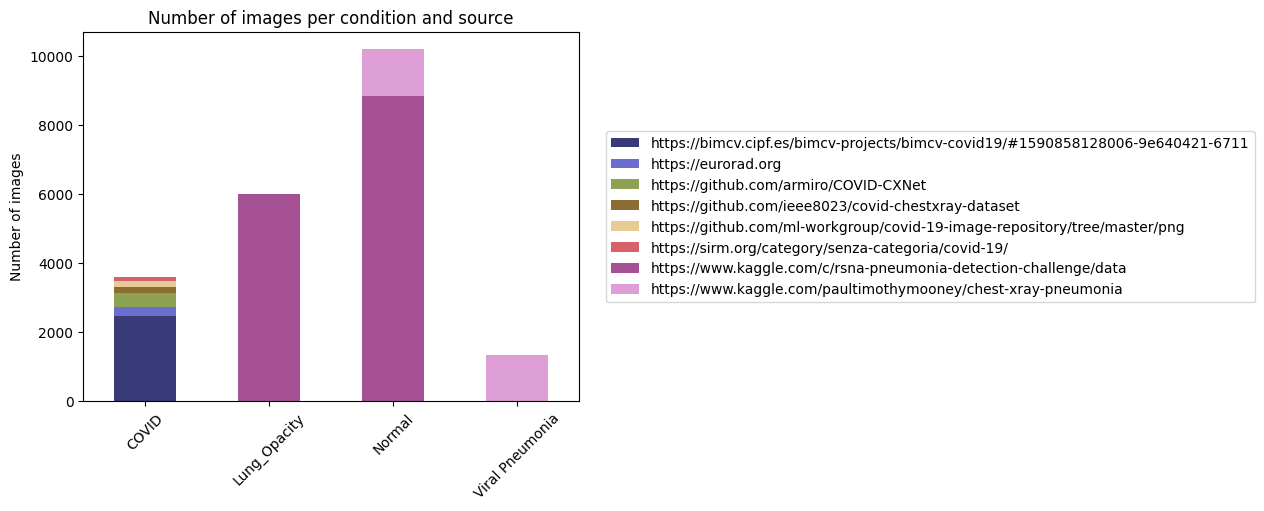 Number of images per condition and source
Number of images
10000
8000
6000
4000
2000
0
COVID
Lung_Opacity
Normal
Viral Pneumonia
https://bimcv.cipf.es/bimcv-projects/bimcv-covid19/#1590858128006-9e640421-6711
https://eurorad.org
https://github.com/armiro/COVID-CXNet
https://github.com/ieee8023/covid-chestxray-dataset
https://github.com/ml-workgroup/covid-19-image-repository/tree/master/png
https://sirm.org/category/senza-categoria/covid-19/
https://www.kaggle.com/c/rsna-pneumonia-detection-challenge/data
https://www.kaggle.com/paultimothymooney/chest-xray-pneumonia